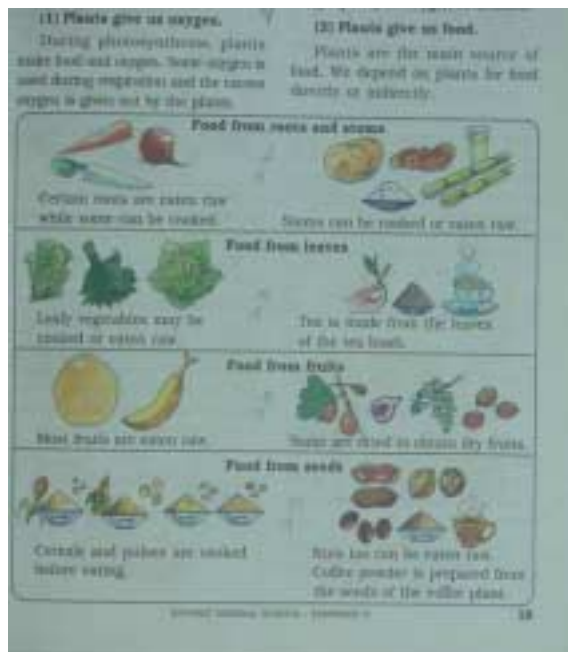 (1) Plants give us oxygen.
During photosynthesis, plants
make food and oxygen. Some oxygen is
used during respiration and the excess
oxygen is given out by the plants.
(2) Plants give us food.
Plants are the main source of
food. We depend on plants for food
directly or indirectly.
Food from roots and stems
Certain roots are eaten raw
while some can be cooked.
Stems can be cooked or eaten raw.
Food from leaves
Leafy vegetables may be
cooked or eaten raw.
Tea is made from the leaves
of the tea bush.
Food from fruits
Most fruits are eaten raw.
Some are dried to obtain dry fruits.
Food from seeds
Cereals and pulses are cooked
before eating.
can be eaten raw.
Coffee powder is prepared from
the seeds of the coffee plant.